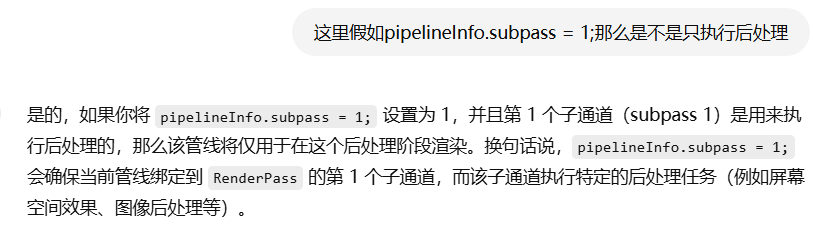 这里假如pipelineInfo.subpass = 1;那么是不是只执行后处理
是的，如果你将 pipelineInfo.subpass = 1; 设置为 1，并且第 1 个子通道（subpass 1）是用来执
行后处理的，那么该管线将仅用于在这个后处理阶段渲染。换句话说，pipelineInfo.subpass = 1;
会确保当前管线绑定到 RenderPass 的第 1 个子通道，而该子通道执行特定的后处理任务（例如屏幕
空间效果、图像后处理等）。